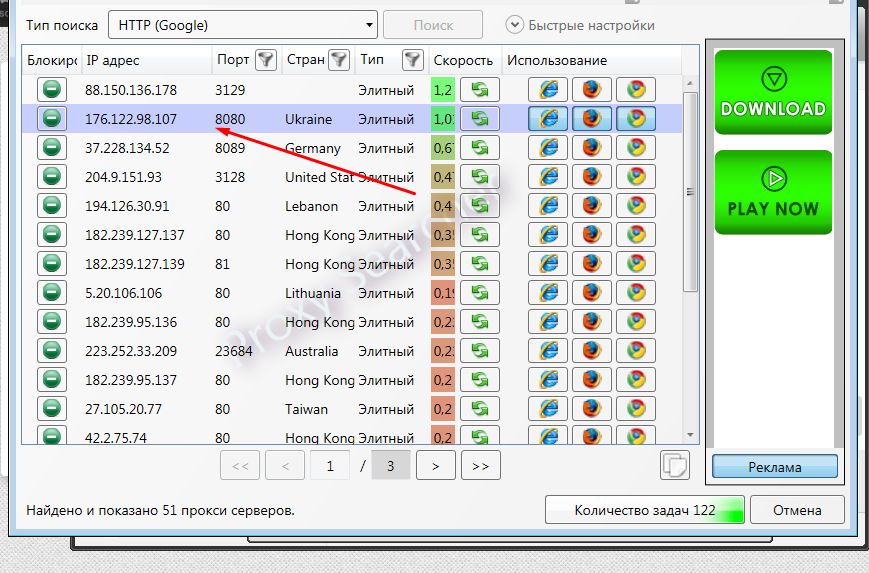 Тип поиска HTTP (Google) Поиск Быстрые настройки
Блокирс IP адрес Порт Стран Тип Скорость Использование
88.150.136.178 3129 Элитный 1,2
176.122.98.107 8080 Ukraine Элитный 1,0
37.228.134.52 8089 Germany Элитный 0,6
204.9.151.93 3128 United Stat Элитный 0,4
194.126.30.91 80 Lebanon Элитный 0,4
182.239.127.137 80 Hong Kong Элитный 0,3
182.239.127.139 81 Hong Kong Элитный 0,3
5.20.106.106 80 Lithuania Элитный 0,1
182.239.95.136 80 Hong Kong Элитный 0,2
223.252.33.209 23684 Australia Элитный 0,2
182.239.95.137 80 Hong Kong Элитный 0,2
27.105.20.77 80 Taiwan Элитный 0,2
42.2.75.74 80 Hong Kong Элитный 0,2
Proxy Searcher
DOWNLOAD
PLAY NOW
<< < 1 / 3 > >>
Реклама
Найдено и показано 51 прокси серверов. Количество задач 122 Отмена